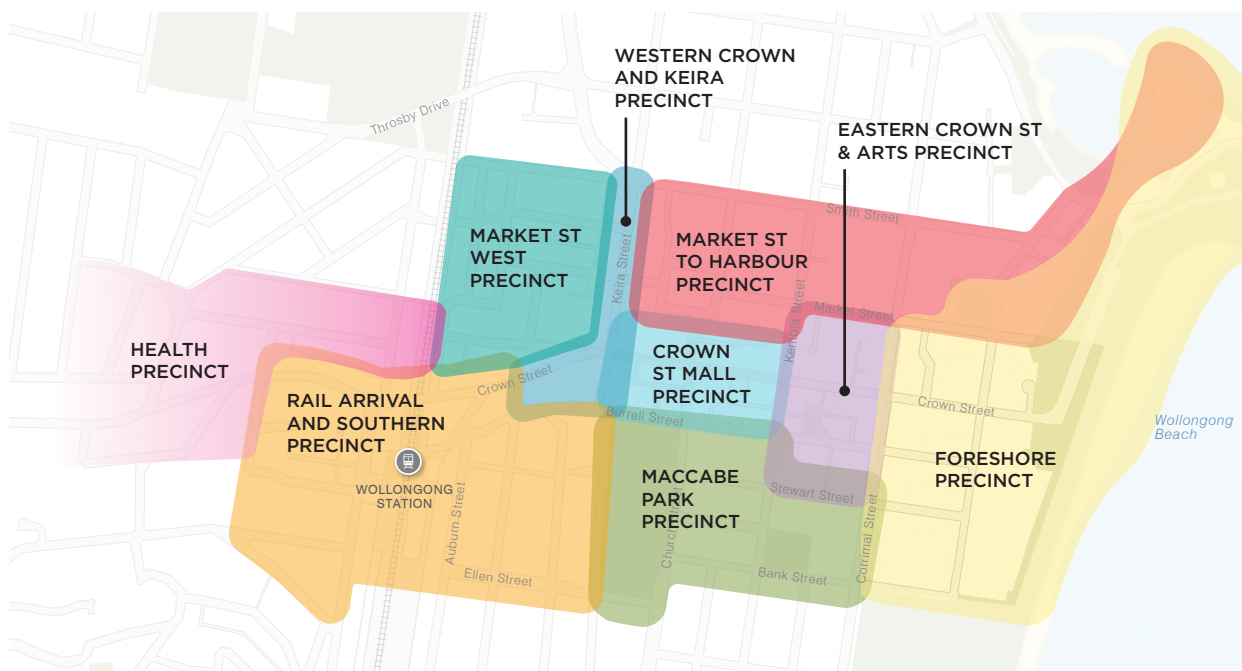 WESTERN CROWN
AND KEIRA
PRECINCT
Throsby Drive
EASTERN CROWN ST
& ARTS PRECINCT
Smith Street
MARKET ST
WEST
PRECINCT
Keira Street
MARKET ST
TO HARBOUR
PRECINCT
Market Street
Kembla Street
HEALTH
PRECINCT
CROWN
ST MALL
PRECINCT
Crown Street
Crown Street
RAIL ARRIVAL
AND SOUTHERN
PRECINCT
Burreli Street
Wollongong
Beach
FORESHORE
PRECINCT
WOLLONGONG
STATION
MACCABE
PARK
PRECINCT
Stewart Street
Auburn Street
Church Street
Corrimal Street
Ellen Street
Bank Street